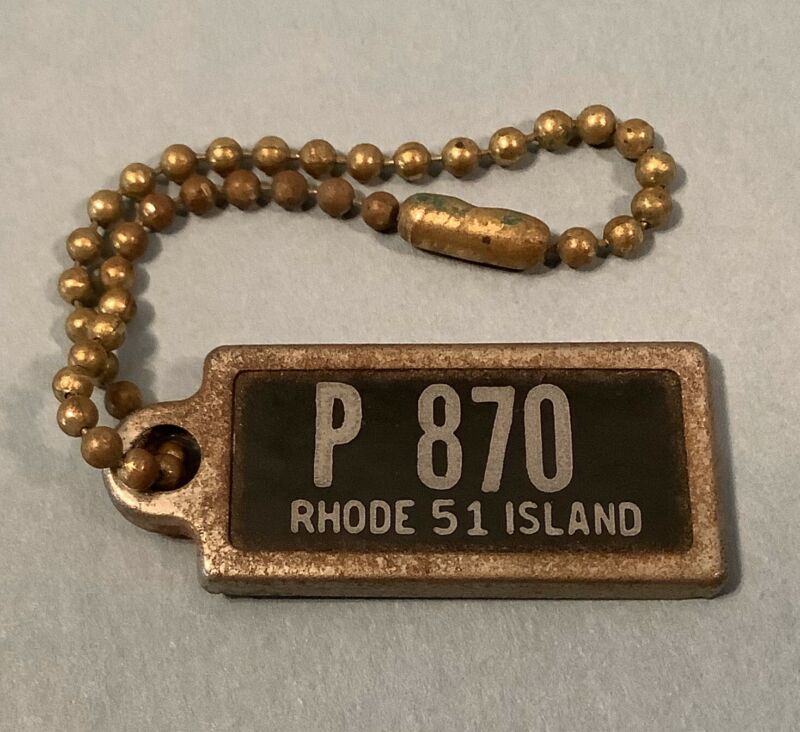 P 870
RHODE 51 ISLAND